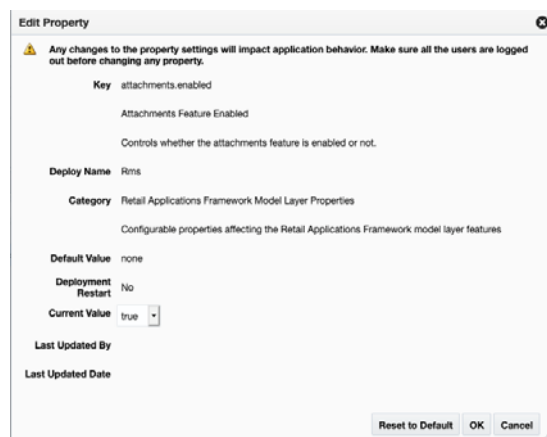 Edit Property
Any changes to the property settings will impact application behavior. Make sure all the users are logged
out before changing any property.
Key attachments.enabled
Attachments Feature Enabled
Controls whether the attachments feature is enabled or not.
Deploy Name Rms
Category Retail Applications Framework Model Layer Properties
Configurable properties affecting the Retail Applications Framework model layer features
Default Value none
Deployment
Restart No
Current Value true
Last Updated By
Last Updated Date
Reset to Default OK Cancel